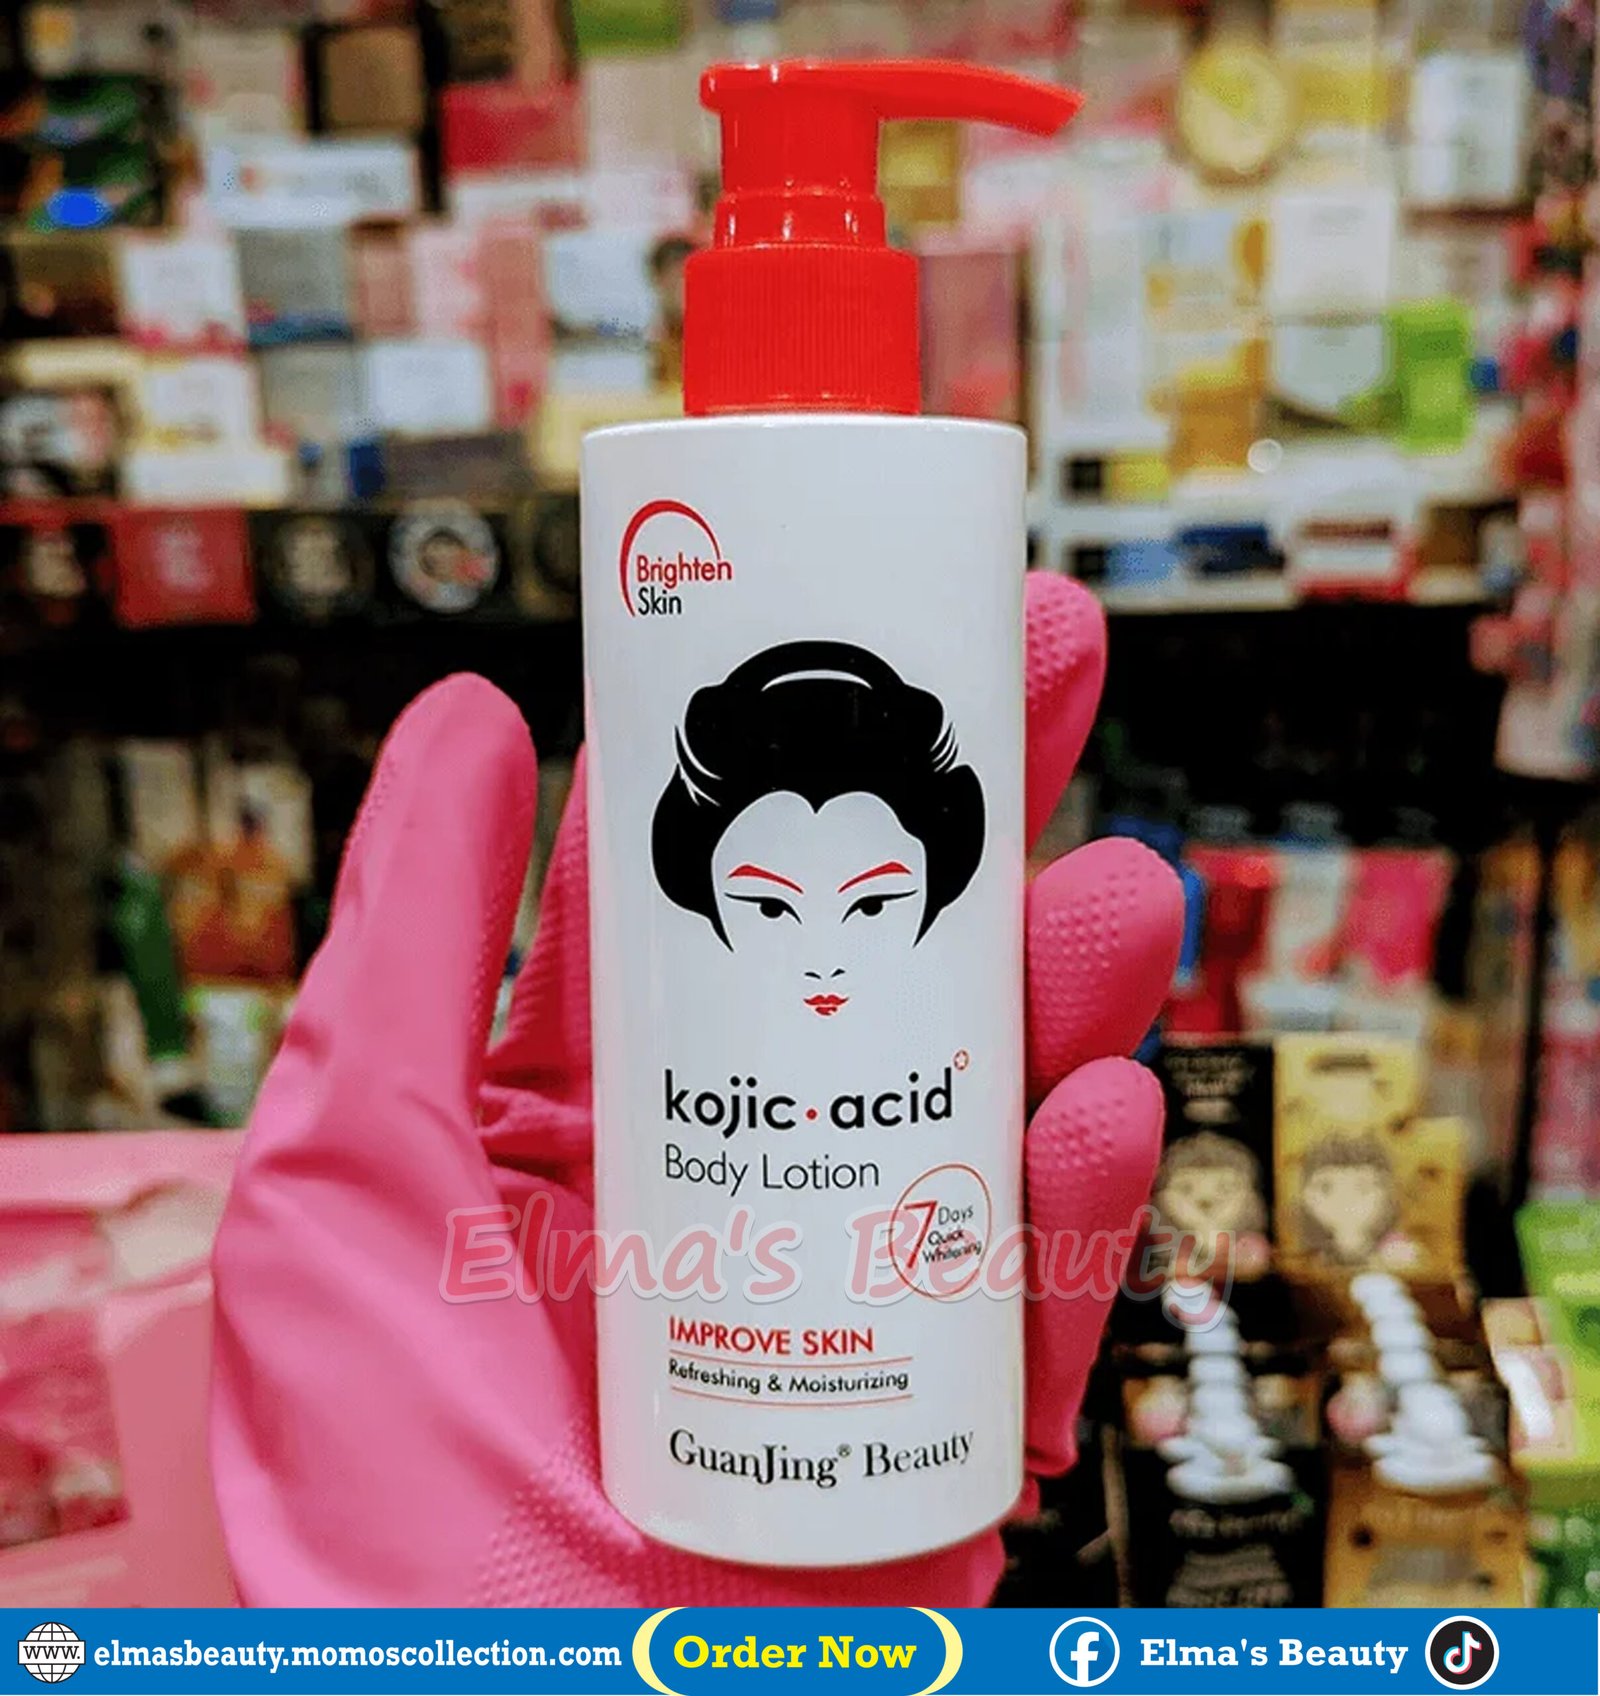 Brighten
Skin
kojic·acid
Body Lotion
7 Days
Quick
Whitening
Elma's Beauty
IMPROVE SKIN
Refreshing & Moisturizing
GuanJing® Beauty
www. elmasbeauty.momoscollection.com Order Now Elma's Beauty